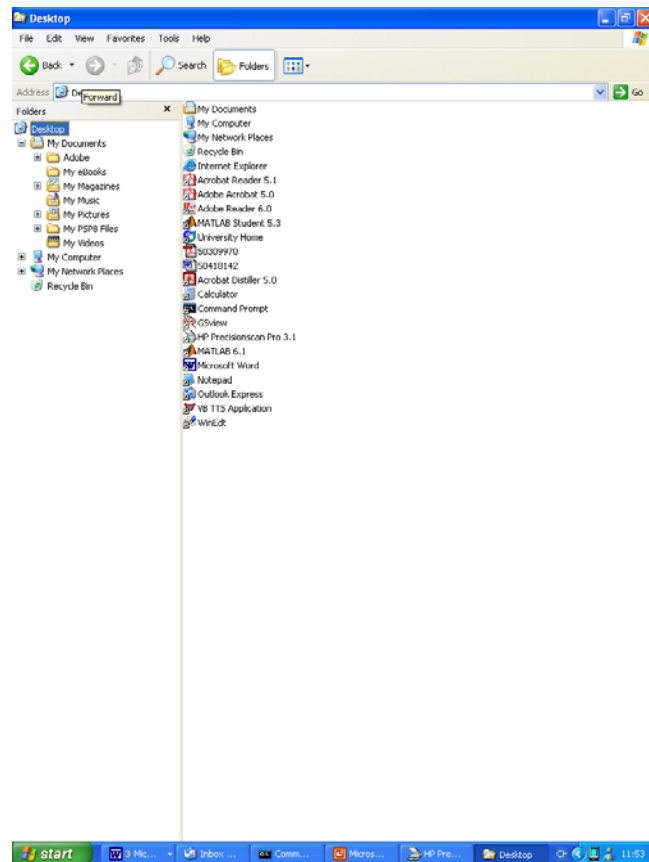 Desktop
File Edit View Favorites Tools Help
Back Search Folders
Address De Go
Forward
Folders x
Desktop
My Documents
Adobe
My eBooks
My Magazines
My Music
My Pictures
My PSP8 Files
My Videos
My Computer
My Network Places
Recycle Bin
My Documents
My Computer
My Network Places
Recycle Bin
Internet Explorer
Acrobat Reader 5.1
Adobe Acrobat 5.0
Adobe Reader 6.0
MATLAB Student 5.3
University Home
S0309970
S0418142
Acrobat Distiller 5.0
Calculator
Command Prompt
GSview
HP Precisionscan Pro 3.1
MATLAB 6.1
Microsoft Word
Notepad
Outlook Express
VB TTS Application
WinEdt
start 3 Mic... Inbox ... Comm... Micros... HP Pre... Desktop CH 11:53